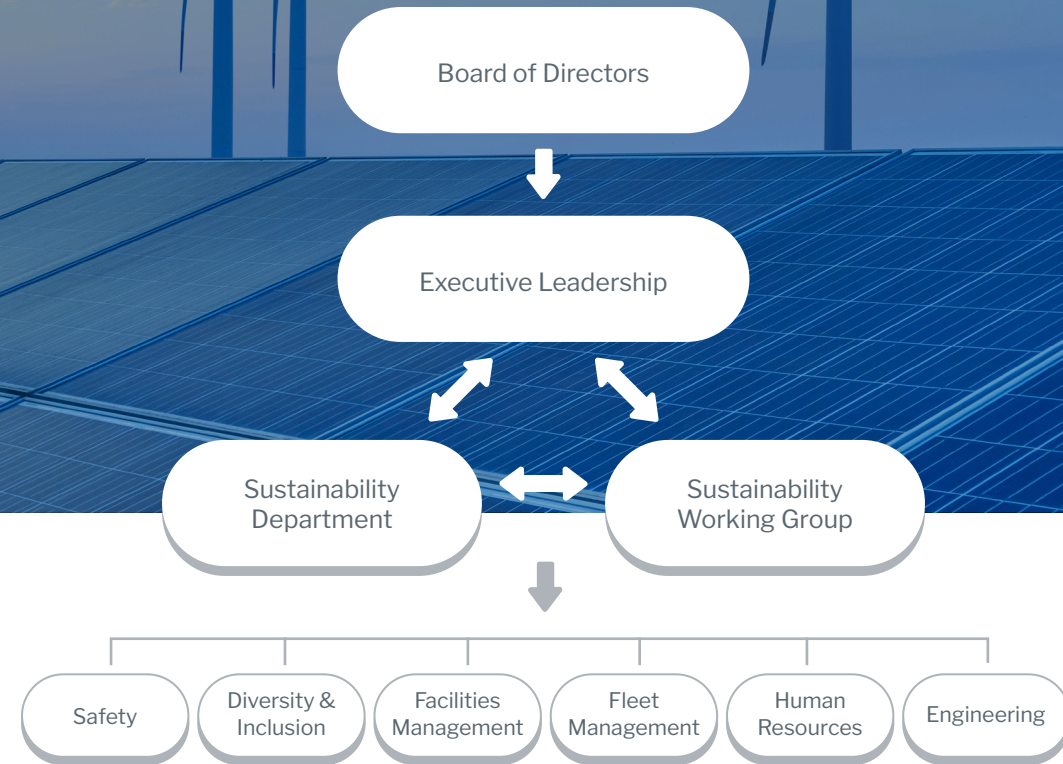 Board of Directors
Executive Leadership
Sustainability
Department
Sustainability
Working Group
Safety
Diversity &
Inclusion
Facilities
Management
Fleet
Management
Human
Resources
Engineering